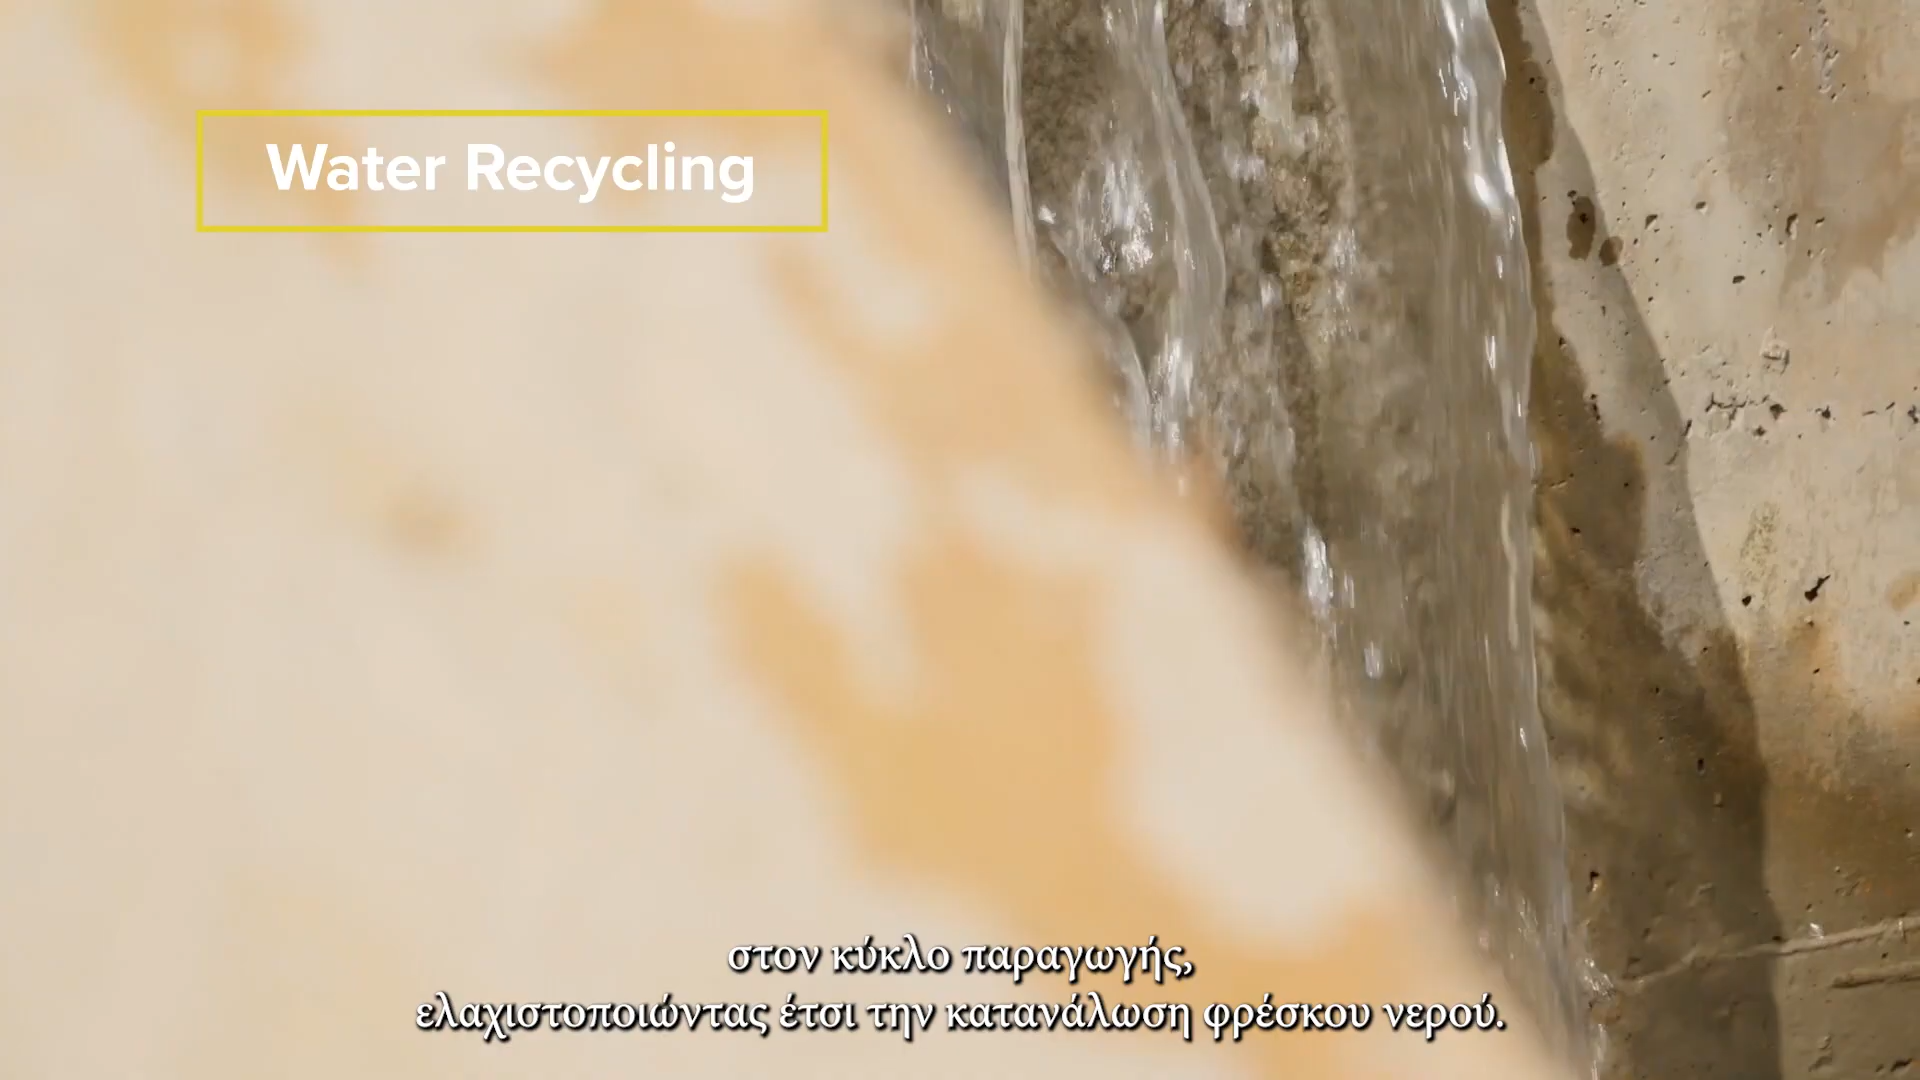 Water Recycling
στον κύκλο παραγωγής,
ελαχιστοποιώντας έτσι την κατανάλωση φρέσκου νερού.